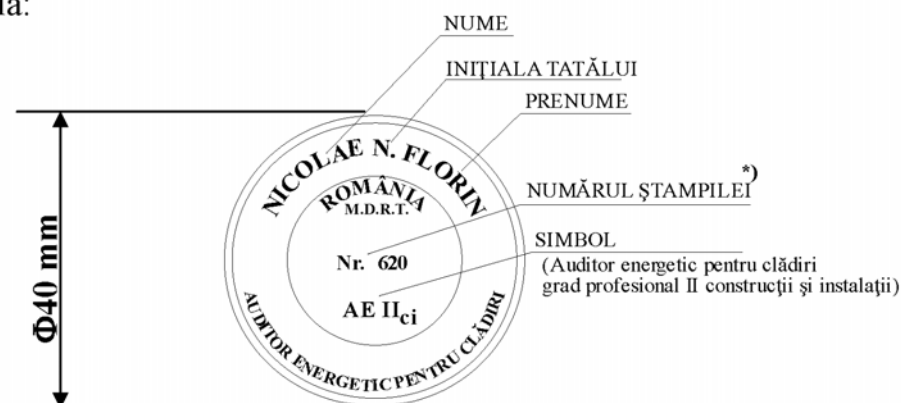 la:
NUME
INIŢIALA TATĂLUI
PRENUME
NUMĂRUL ŞTAMPILEI *)
SIMBOL
(Auditor energetic pentru clădiri
grad profesional II construcţii şi instalaţii)
Φ40 mm
NICOLAE N. FLORIN
ROMÂNIA
M.D.R.T.
Nr. 620
AE IIci
AUDITOR ENERGETIC PENTRU CLĂDIRI